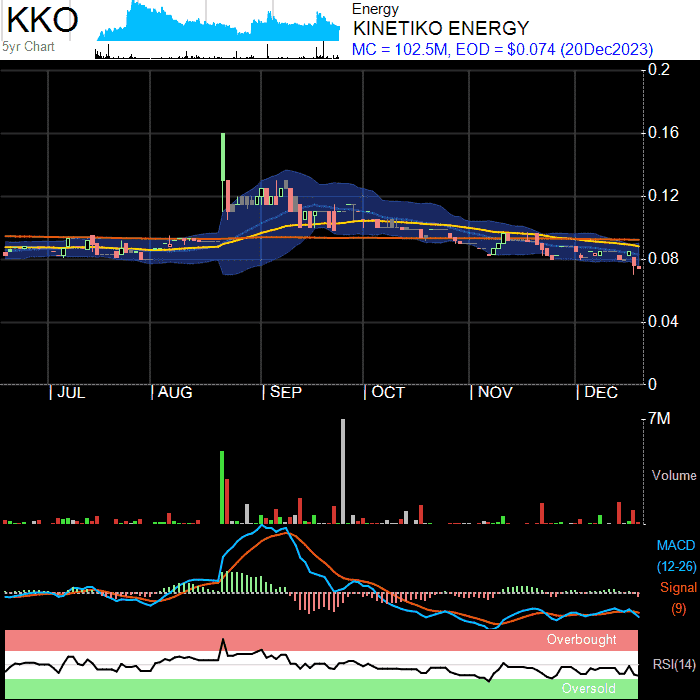 KKO
5yr Chart
Energy
KINETIKO ENERGY
MC = 102.5M, EOD = $0.074 (20Dec2023)
0.2
0.16
0.12
0.08
0.04
0
JUL AUG SEP OCT NOV DEC
7M
Volume
MACD
(12-26)
Signal
(9)
Overbought
RSI(14)
Oversold